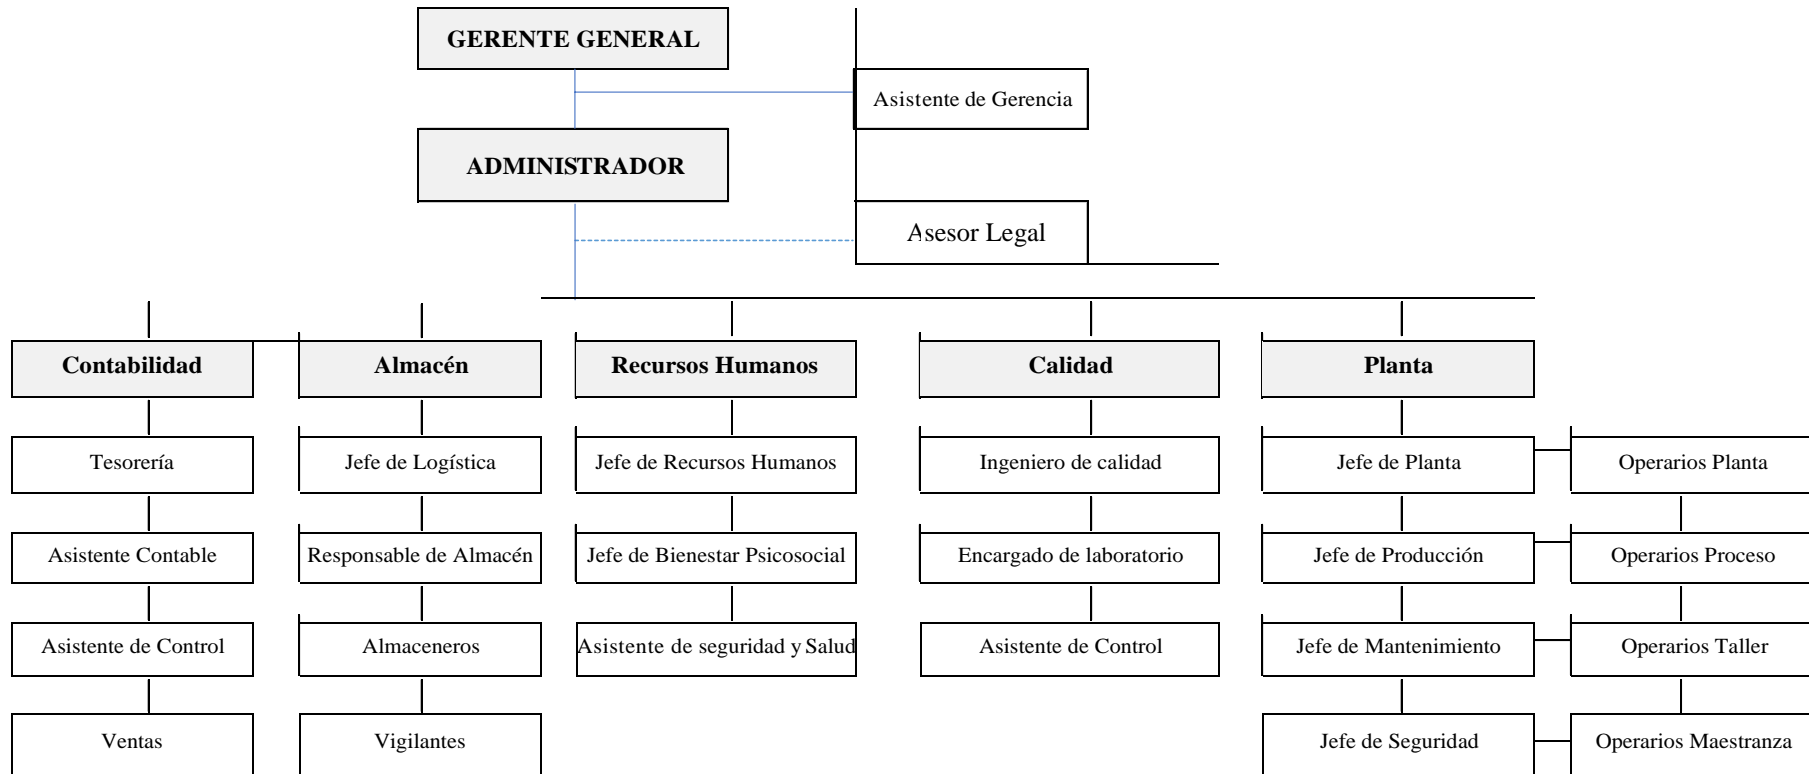 GERENTE GENERAL
Asistente de Gerencia
ADMINISTRADOR
Asesor Legal
Contabilidad
Almacén
Recursos Humanos
Calidad
Planta
Tesorería
Jefe de Logística
Jefe de Recursos Humanos
Ingeniero de calidad
Jefe de Planta
Operarios Planta
Asistente Contable
Responsable de Almacén
Jefe de Bienestar Psicosocial
Encargado de laboratorio
Jefe de Producción
Operarios Proceso
Asistente de Control
Almaceneros
Asistente de seguridad y Salud
Asistente de Control
Jefe de Mantenimiento
Operarios Taller
Ventas
Vigilantes
Jefe de Seguridad
Operarios Maestranza